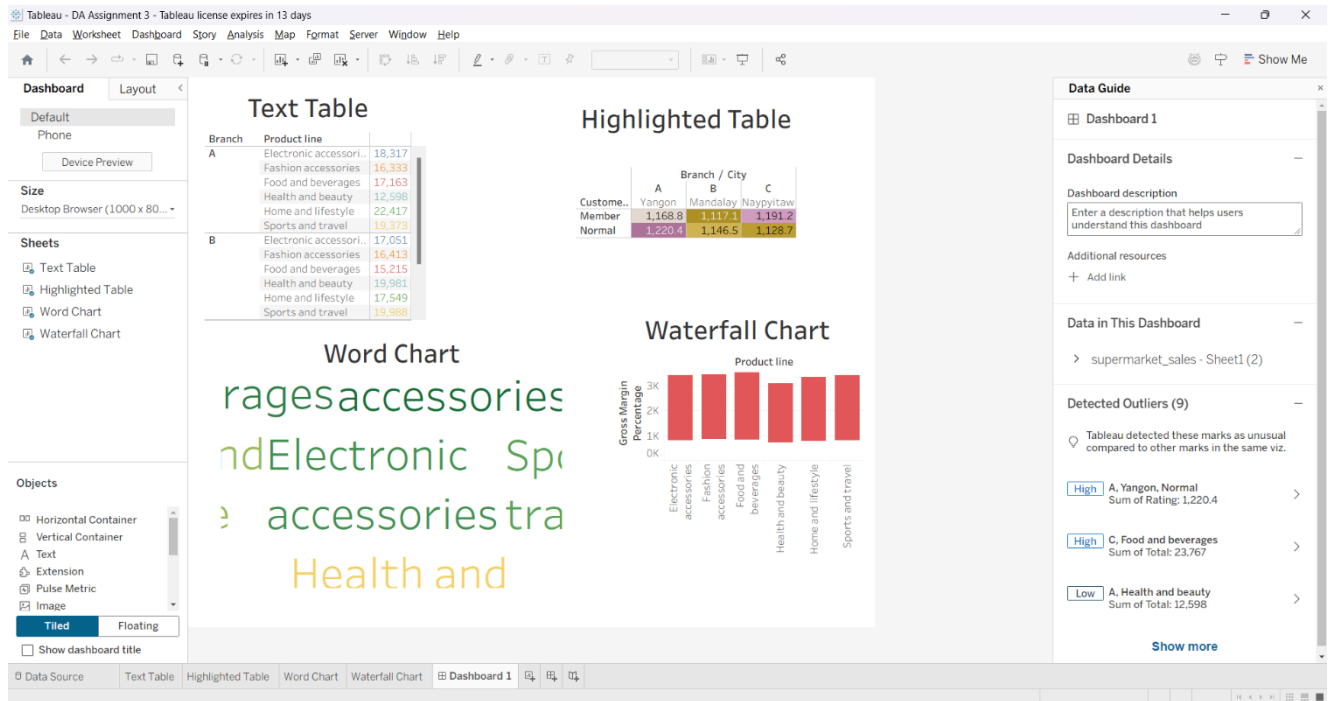 Tableau - DA Assignment 3 - Tableau license expires in 13 days
File Data Worksheet Dashboard Story Analysis Map Format Server Window Help
Show Me
Dashboard Layout
Default
Phone
Device Preview
Size
Desktop Browser (1000 x 80...
Sheets
Text Table
Highlighted Table
Word Chart
Waterfall Chart
Objects
Horizontal Container
Vertical Container
Text
Extension
Pulse Metric
Image
Tiled Floating
Show dashboard title
Text Table
Branch Product line
A Electronic accessori.. 18,317
Fashion accessories 16,333
Food and beverages 17,163
Health and beauty 12,598
Home and lifestyle 22,417
Sports and travel 19,373
B Electronic accessori.. 17,051
Fashion accessories 16,413
Food and beverages 15,215
Health and beauty 19,981
Home and lifestyle 17,549
Sports and travel 19,988
Highlighted Table
Branch / City
A B C
Custome.. Yangon Mandalay Naypyitaw
Member 1,168.8 1,117.1 1,191.2
Normal 1,220.4 1,146.5 1,128.7
Word Chart
rages accessories
nd Electronic Spo
e accessories tra
Health and
Waterfall Chart
Product line
Gross Margin
Percentage
3K
2K
1K
0K
Electronic
accessories
Fashion
accessories
Food and
beverages
Health and beauty
Home and lifestyle
Sports and travel
Data Guide
Dashboard 1
Dashboard Details
Dashboard description
Enter a description that helps users
understand this dashboard
Additional resources
Add link
Data in This Dashboard
supermarket_sales - Sheet1 (2)
Detected Outliers (9)
Tableau detected these marks as unusual
compared to other marks in the same viz.
High A, Yangon, Normal
Sum of Rating: 1,220.4
High C, Food and beverages
Sum of Total: 23,767
Low A, Health and beauty
Sum of Total: 12,598
Show more
Data Source Text Table Highlighted Table Word Chart Waterfall Chart Dashboard 1